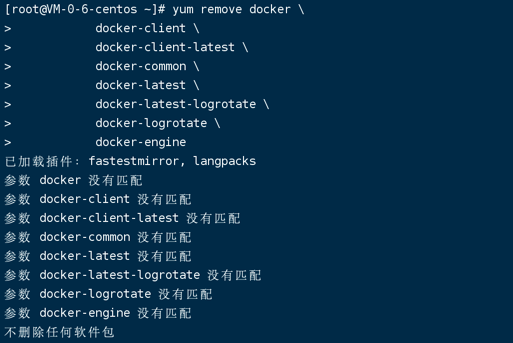 [root@VM-0-6-centos ~]# yum remove docker \
> docker-client \
> docker-client-latest \
> docker-common \
> docker-latest \
> docker-latest-logrotate \
> docker-logrotate \
> docker-engine
已加载插件：fastestmirror, langpacks
参数 docker 没有匹配
参数 docker-client 没有匹配
参数 docker-client-latest 没有匹配
参数 docker-common 没有匹配
参数 docker-latest 没有匹配
参数 docker-latest-logrotate 没有匹配
参数 docker-logrotate 没有匹配
参数 docker-engine 没有匹配
不删除任何软件包